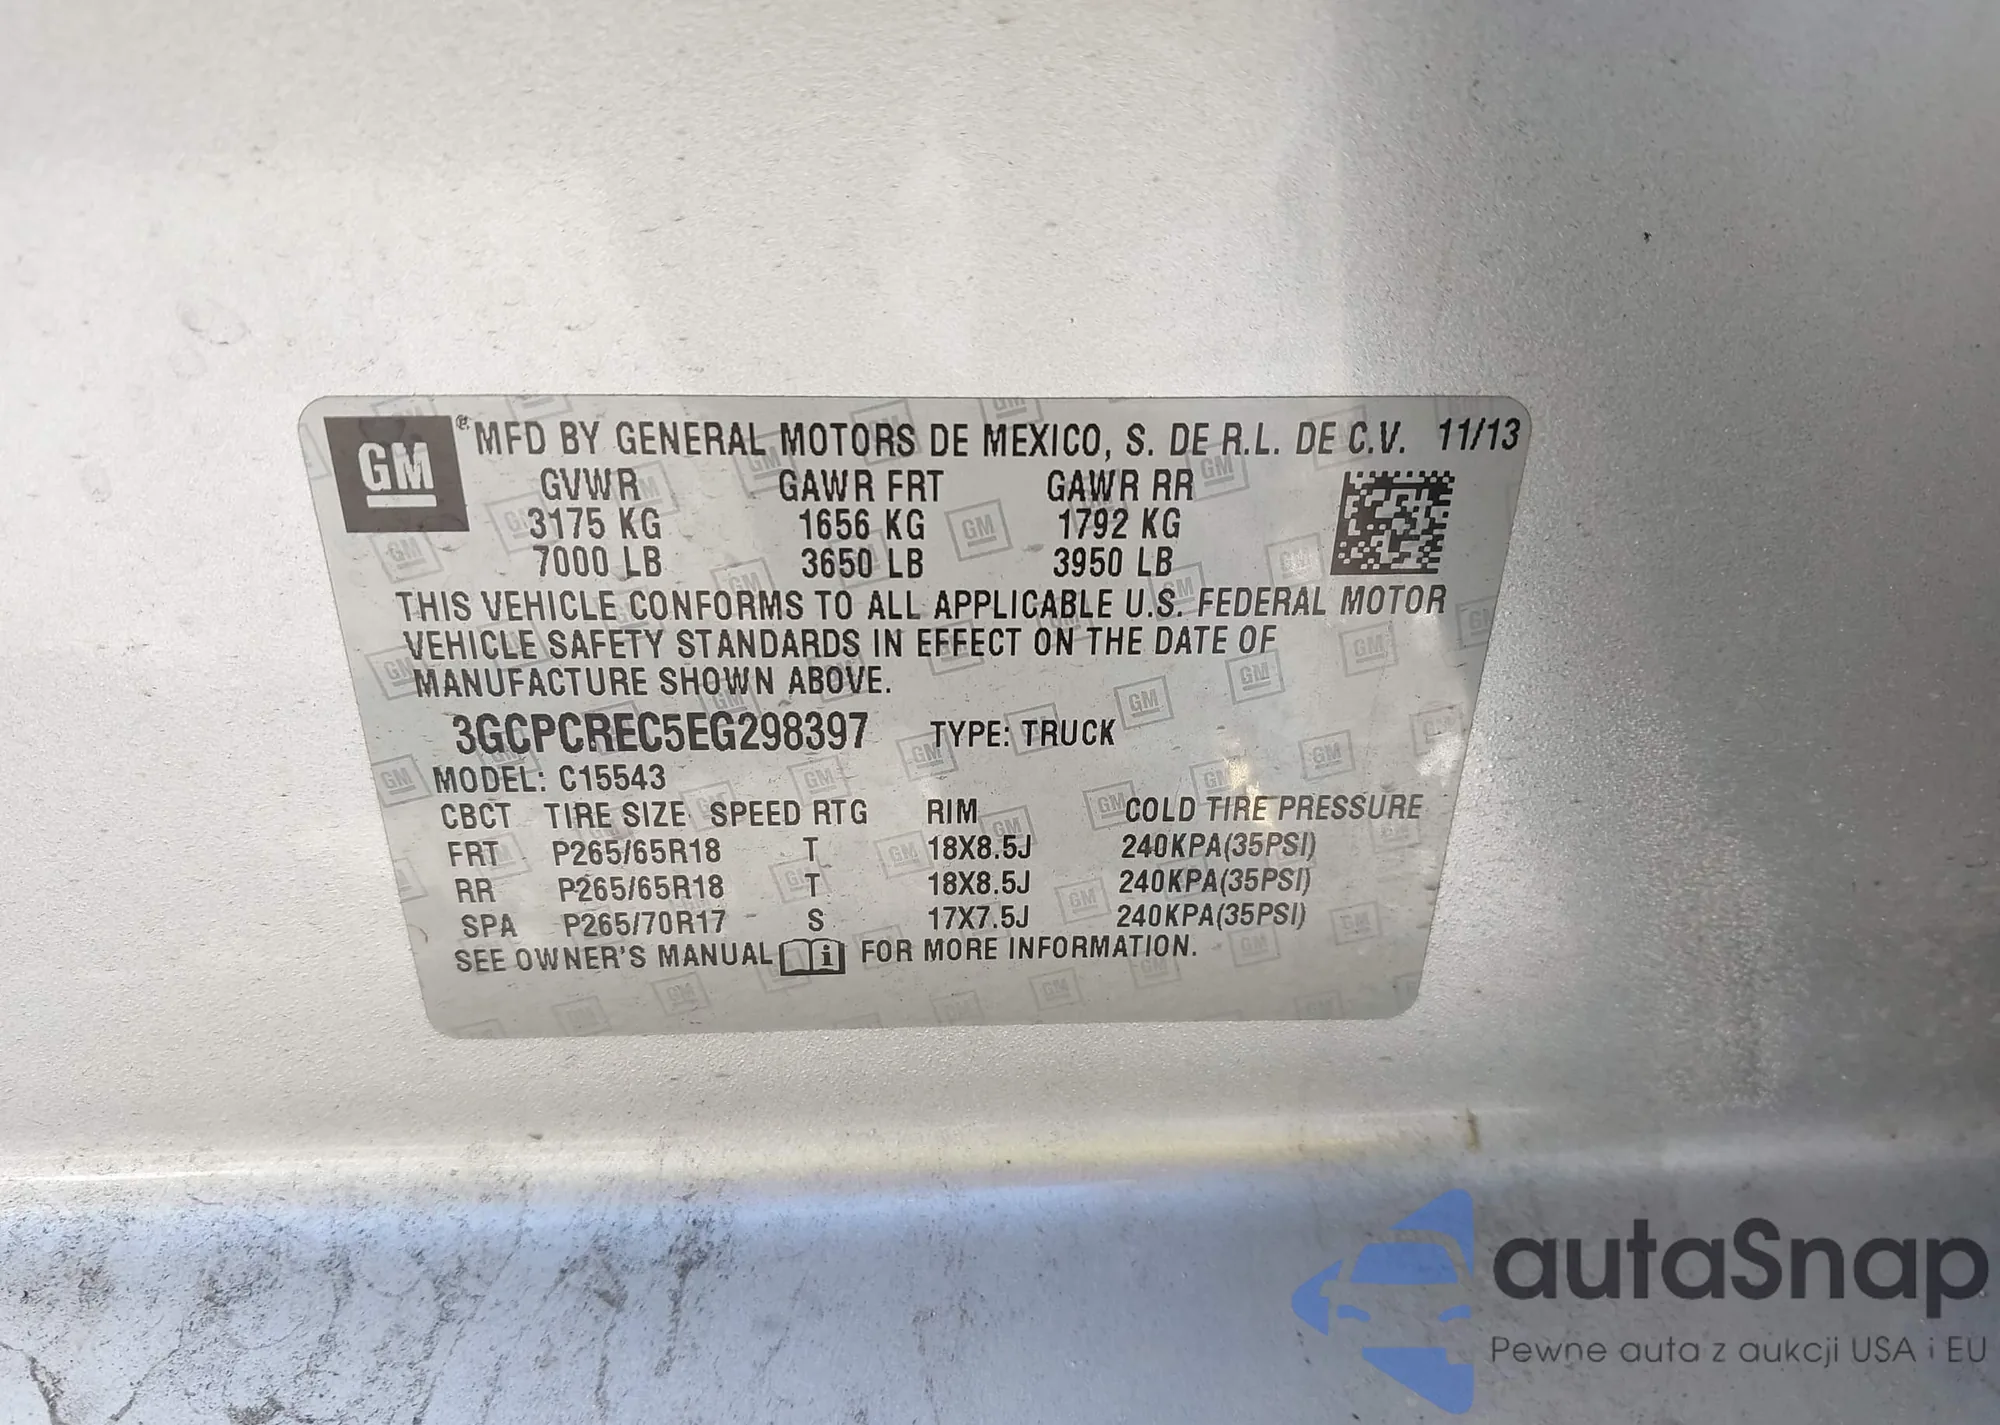 GM ® MFD BY GENERAL MOTORS DE MEXICO, S. DE R.L. DE C.V. 11/13
GVWR GAWR FRT GAWR RR
3175 KG 1656 KG 1792 KG
7000 LB 3650 LB 3950 LB
THIS VEHICLE CONFORMS TO ALL APPLICABLE U.S. FEDERAL MOTOR
VEHICLE SAFETY STANDARDS IN EFFECT ON THE DATE OF
MANUFACTURE SHOWN ABOVE.
3GCPCREC5EG298397 TYPE: TRUCK
MODEL: C15543
CBCT TIRE SIZE SPEED RTG RIM COLD TIRE PRESSURE
FRT P265/65R18 T 18X8.5J 240KPA(35PSI)
RR P265/65R18 T 18X8.5J 240KPA(35PSI)
SPA P265/70R17 S 17X7.5J 240KPA(35PSI)
SEE OWNER'S MANUAL i FOR MORE INFORMATION.
autaSnap
Pewne auta z aukcji USA i EU